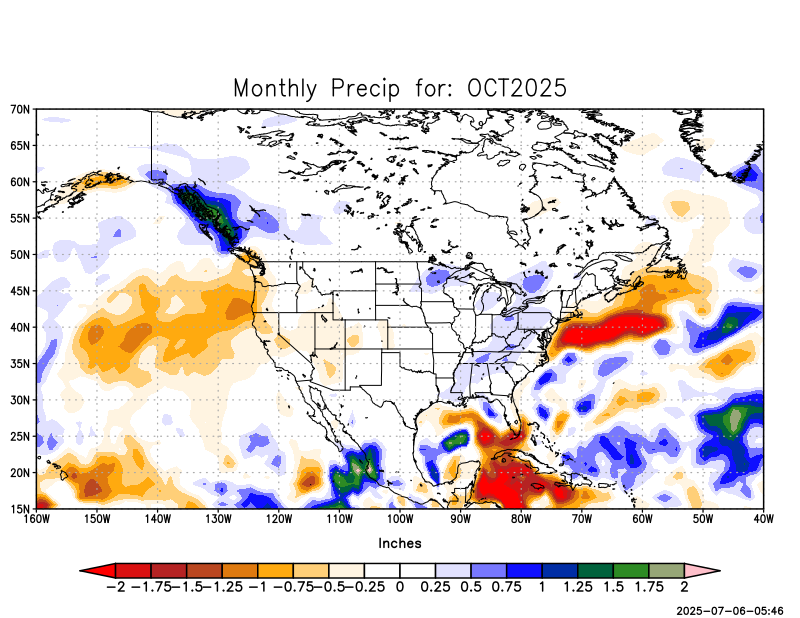 Monthly Precip for: OCT2025
70N
65N
60N
55N
50N
45N
40N
35N
30N
25N
20N
15N
160W 150W 140W 130W 120W 110W 100W 90W 80W 70W 60W 50W 40W
Inches
-2 -1.75 -1.5 -1.25 -1 -0.75 -0.5 -0.25 0 0.25 0.5 0.75 1 1.25 1.5 1.75 2
2025-07-06-05:46